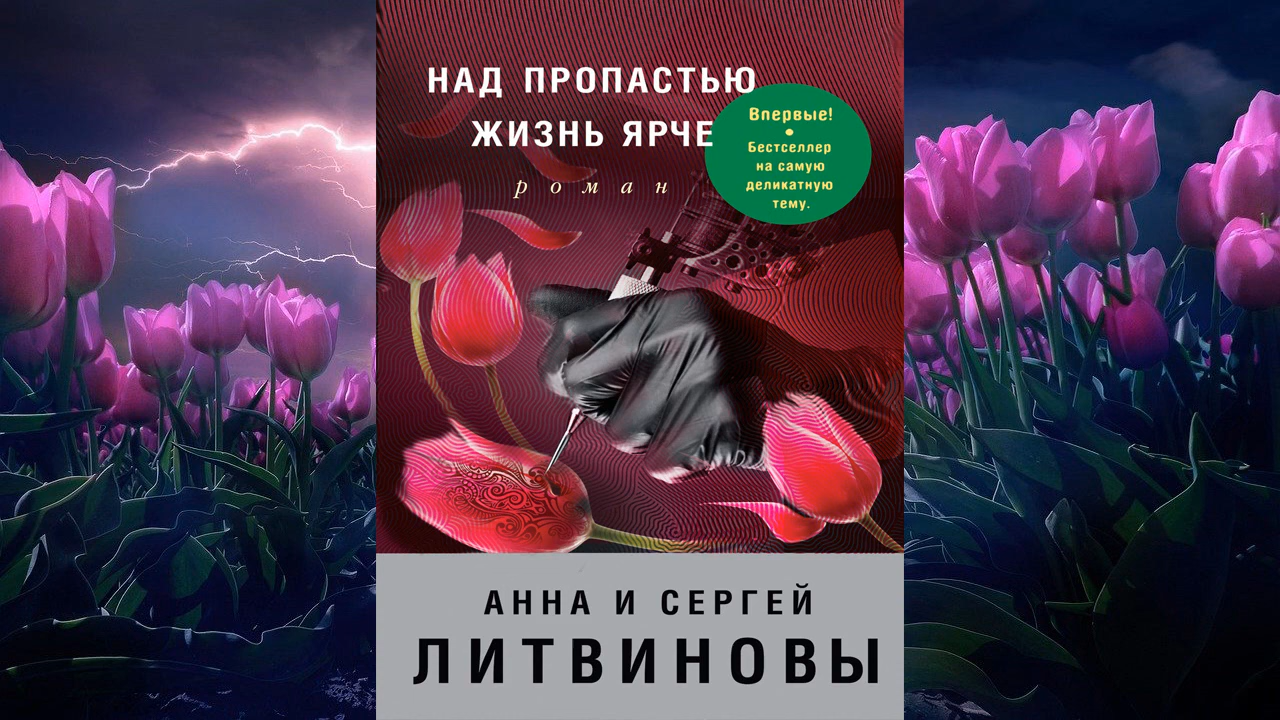 НАД ПРОПАСТЬЮ
ЖИЗНЬ ЯРЧЕ
роман
Впервые!
•
Бестселлер
на самую
деликатную
тему.
АННА И СЕРГЕЙ
ЛИТВИНОВЫ